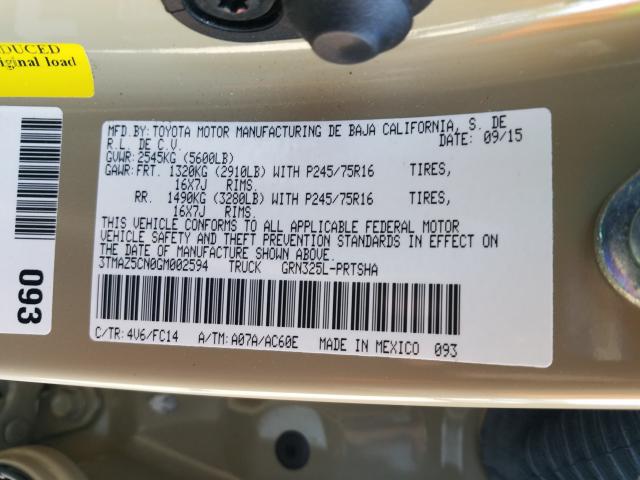 DUCED
iginal load
093
MFD.BY:TOYOTA MOTOR MANUFACTURING DE BAJA CALIFORNIA, S. DE
R.L. DE C.V. DATE: 09/15
GVWR:2545KG (5600LB)
GAWR:FRT. 1320KG (2910LB) WITH P245/75R16 TIRES,
16X7J RIMS.
RR. 1490KG (3280LB) WITH P245/75R16 TIRES,
16X7J RIMS.
THIS VEHICLE CONFORMS TO ALL APPLICABLE FEDERAL MOTOR
VEHICLE SAFETY AND THEFT PREVENTION STANDARDS IN EFFECT
ON THE DATE OF MANUFACTURE SHOWN ABOVE.
3TMAZ5CN0GM002594 TRUCK GRN325L-PRTSHA
C/TR:4V6/FC14 A/TM:A07A/AC60E MADE IN MEXICO 093